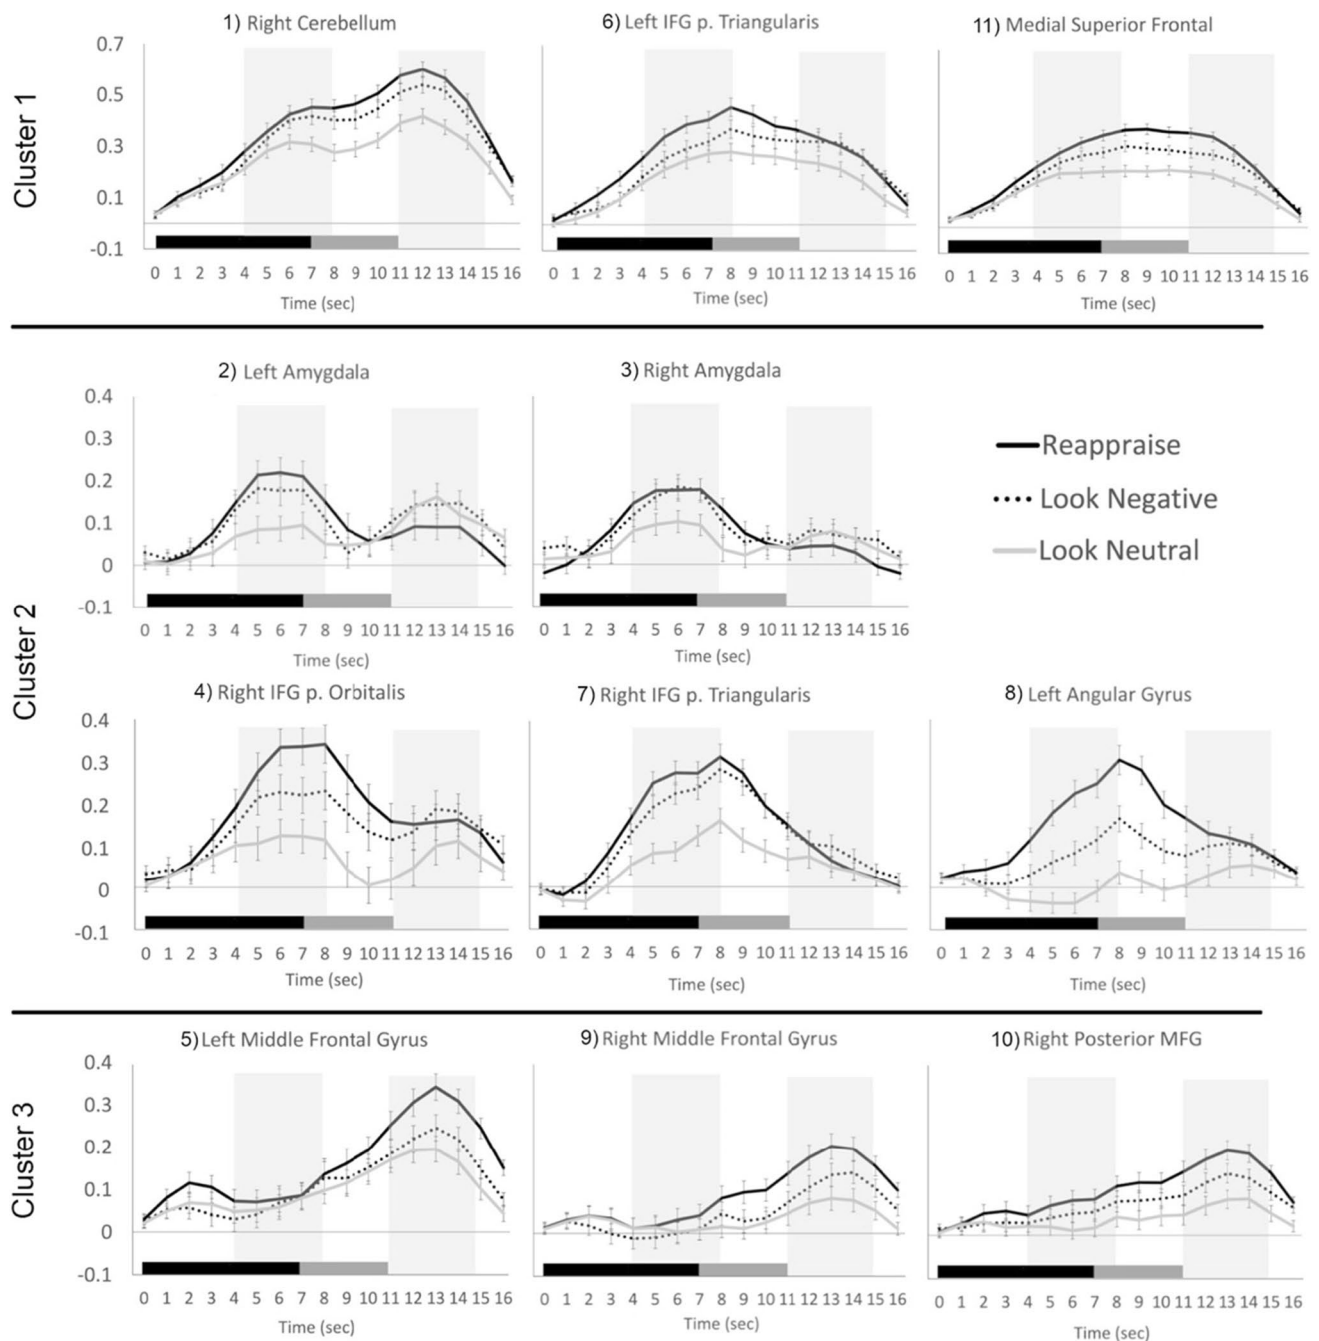 1) Right Cerebellum
6) Left IFG p. Triangularis
11) Medial Superior Frontal
Cluster 1
0.7
0.5
0.3
0.1
-0.1
0 1 2 3 4 5 6 7 8 9 10 11 12 13 14 15 16
0 1 2 3 4 5 6 7 8 9 10 11 12 13 14 15 16
0 1 2 3 4 5 6 7 8 9 10 11 12 13 14 15 16
Time (sec)
Time (sec)
Time (sec)
Cluster 2
2) Left Amygdala
3) Right Amygdala
0.4
0.3
0.2
0.1
0
-0.1
0 1 2 3 4 5 6 7 8 9 10 11 12 13 14 15 16
0 1 2 3 4 5 6 7 8 9 10 11 12 13 14 15 16
Time (sec)
Time (sec)
Reappraise
Look Negative
Look Neutral
4) Right IFG p. Orbitalis
7) Right IFG p. Triangularis
8) Left Angular Gyrus
0.4
0.3
0.2
0.1
0
-0.1
0 1 2 3 4 5 6 7 8 9 10 11 12 13 14 15 16
0 1 2 3 4 5 6 7 8 9 10 11 12 13 14 15 16
0 1 2 3 4 5 6 7 8 9 10 11 12 13 14 15 16
Time (sec)
Time (sec)
Time (sec)
Cluster 3
5) Left Middle Frontal Gyrus
9) Right Middle Frontal Gyrus
10) Right Posterior MFG
0.4
0.3
0.2
0.1
0
-0.1
0 1 2 3 4 5 6 7 8 9 10 11 12 13 14 15 16
0 1 2 3 4 5 6 7 8 9 10 11 12 13 14 15 16
0 1 2 3 4 5 6 7 8 9 10 11 12 13 14 15 16
Time (sec)
Time (sec)
Time (sec)